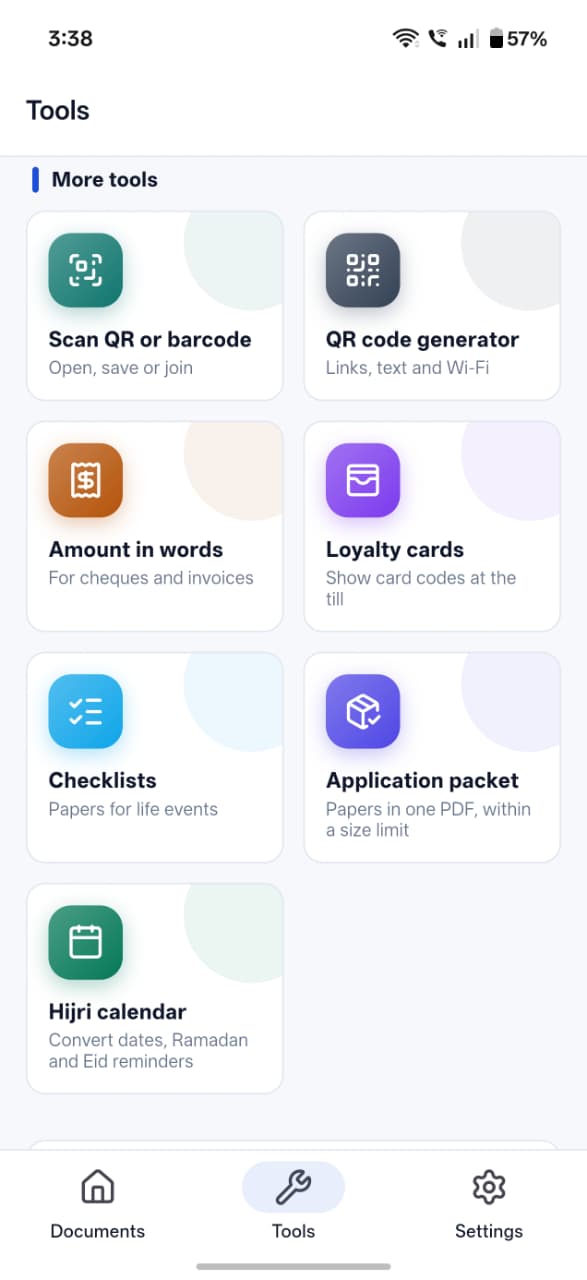 3:38
57%
Tools
More tools
Scan QR or barcode
Open, save or join
QR code generator
Links, text and Wi-Fi
$
Amount in words
For cheques and invoices
Loyalty cards
Show card codes at the
till
Checklists
Papers for life events
Application packet
Papers in one PDF, within
a size limit
Hijri calendar
Convert dates, Ramadan
and Eid reminders
Documents
Tools
Settings